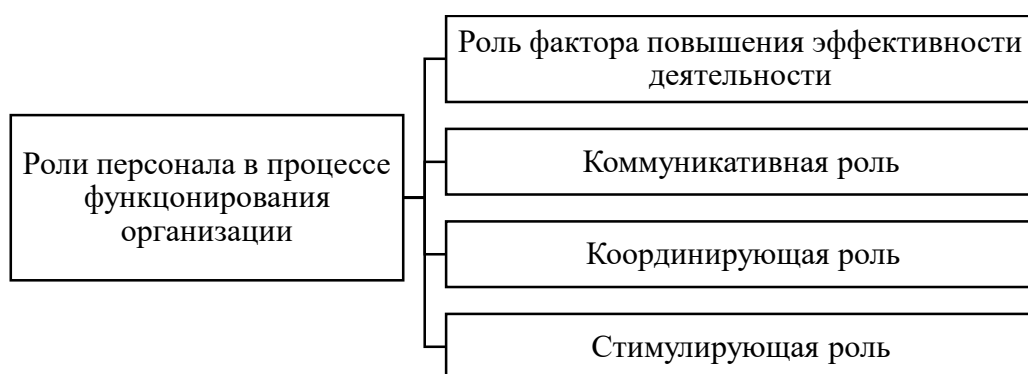 Роль фактора повышения эффективности
деятельности
Роли персонала в процессе
функцонирования
организации
Коммуникативная роль
Координирующая роль
Стимулирующая роль